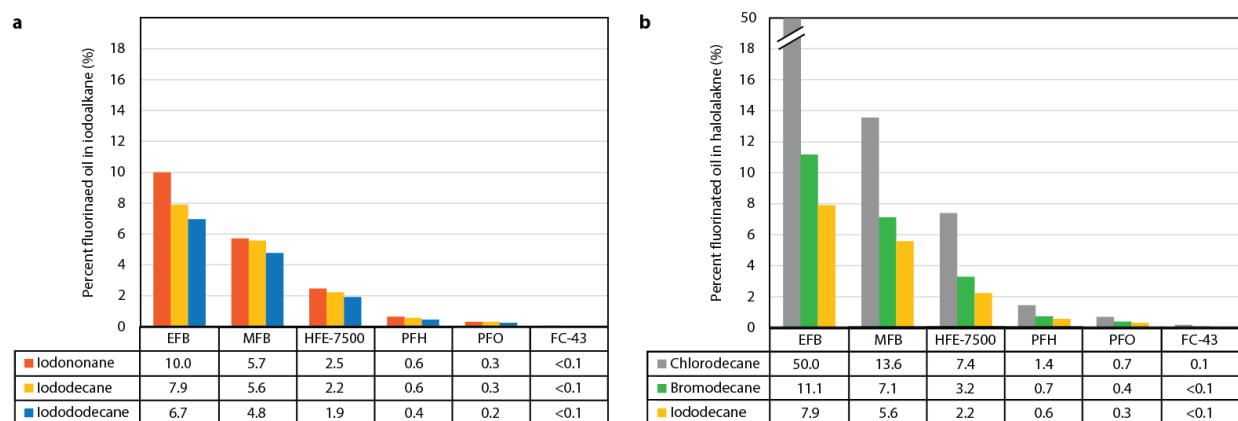 a
Percent fluorinaed oil in iodoalkane (%)
18
16
14
12
10
8
6
4
2
0
EFB MFB HFE-7500 PFH PFO FC-43
Iodononane 10.0 5.7 2.5 0.6 0.3 <0.1
Iododecane 7.9 5.6 2.2 0.6 0.3 <0.1
Iodododecane 6.7 4.8 1.9 0.4 0.2 <0.1
b
Percent fluorinated oil in halolalakne (%)
50
18
16
14
12
10
8
6
4
2
0
EFB MFB HFE-7500 PFH PFO FC-43
Chlorodecane 50.0 13.6 7.4 1.4 0.7 0.1
Bromodecane 11.1 7.1 3.2 0.7 0.4 <0.1
Iododecane 7.9 5.6 2.2 0.6 0.3 <0.1